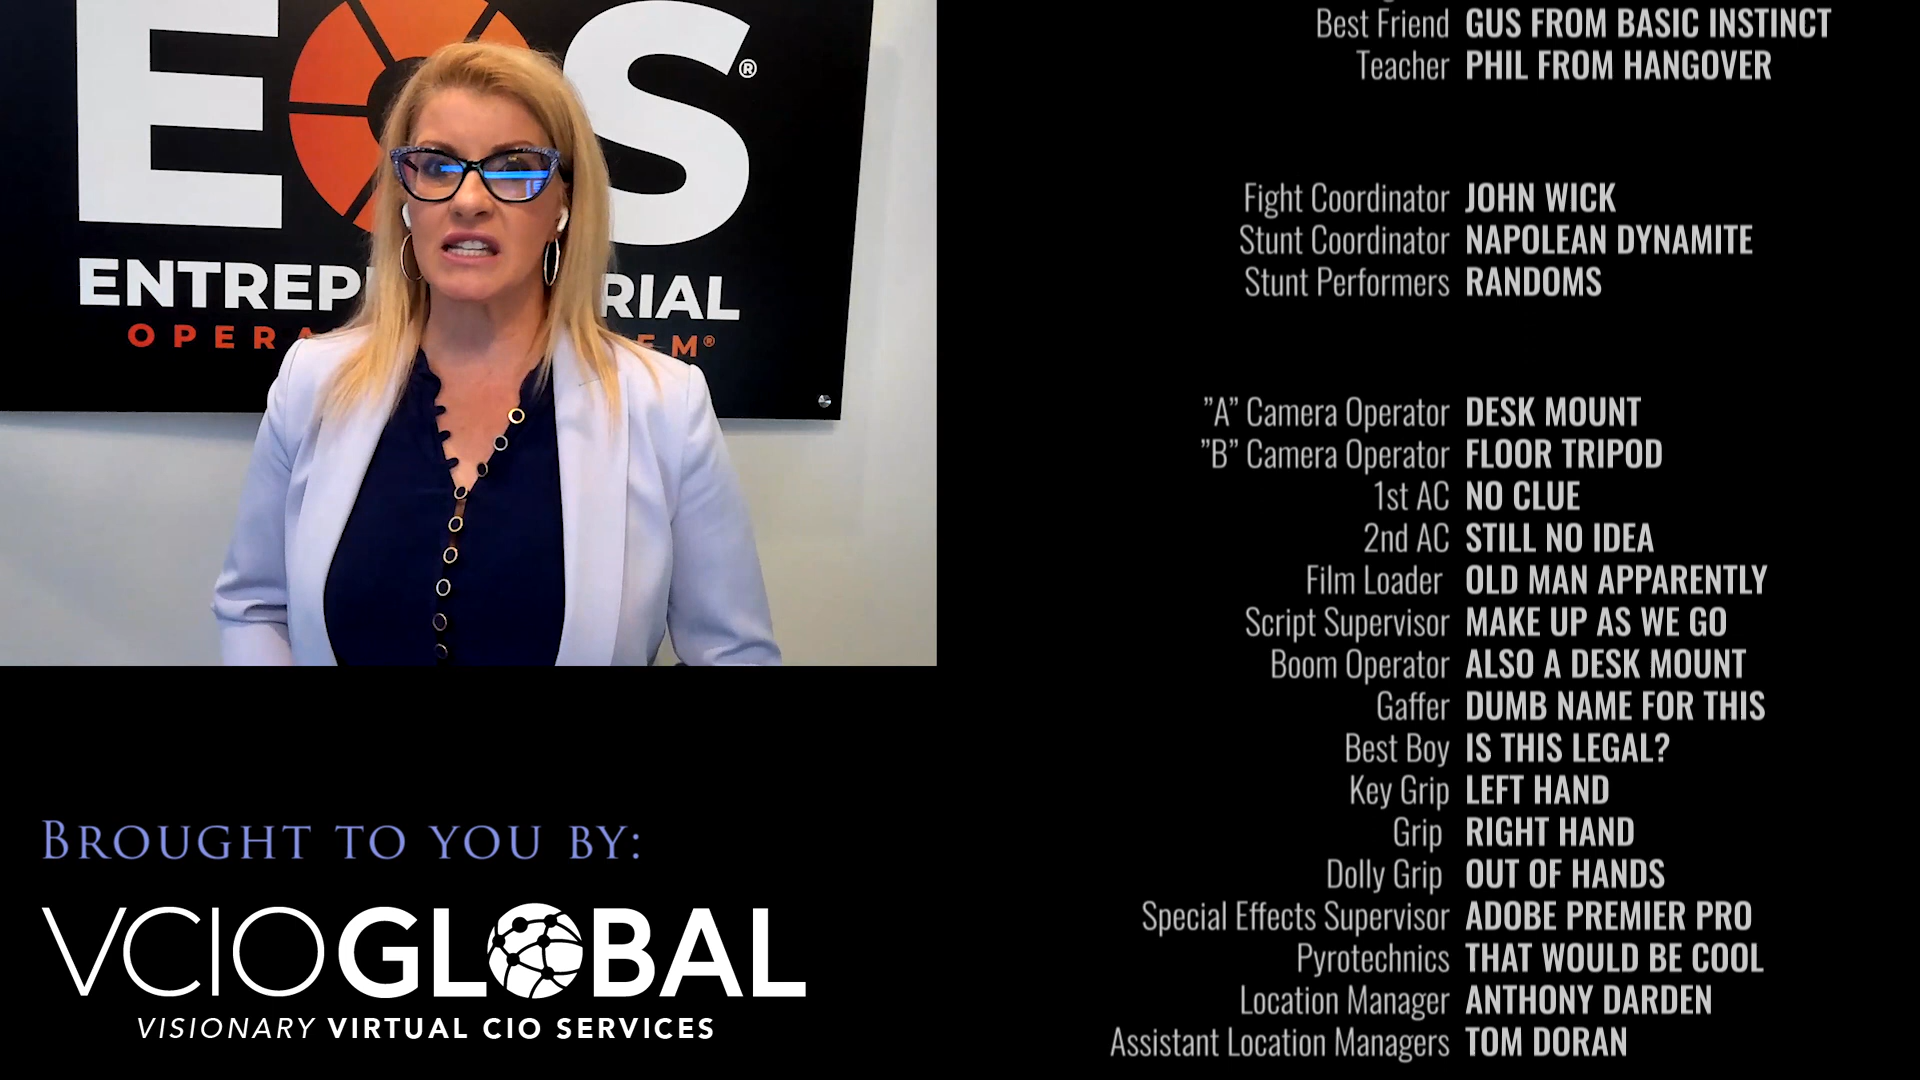 EOS®
ENTREP RIAL
OPERA EM®
BROUGHT TO YOU BY:
VCIOGLOBAL
VISIONARY VIRTUAL CIO SERVICES
Best Friend GUS FROM BASIC INSTINCT
Teacher PHIL FROM HANGOVER
Fight Coordinator JOHN WICK
Stunt Coordinator NAPOLEAN DYNAMITE
Stunt Performers RANDOMS
”A” Camera Operator DESK MOUNT
”B” Camera Operator FLOOR TRIPOD
1st AC NO CLUE
2nd AC STILL NO IDEA
Film Loader OLD MAN APPARENTLY
Script Supervisor MAKE UP AS WE GO
Boom Operator ALSO A DESK MOUNT
Gaffer DUMB NAME FOR THIS
Best Boy IS THIS LEGAL?
Key Grip LEFT HAND
Grip RIGHT HAND
Dolly Grip OUT OF HANDS
Special Effects Supervisor ADOBE PREMIER PRO
Pyrotechnics THAT WOULD BE COOL
Location Manager ANTHONY DARDEN
Assistant Location Managers TOM DORAN